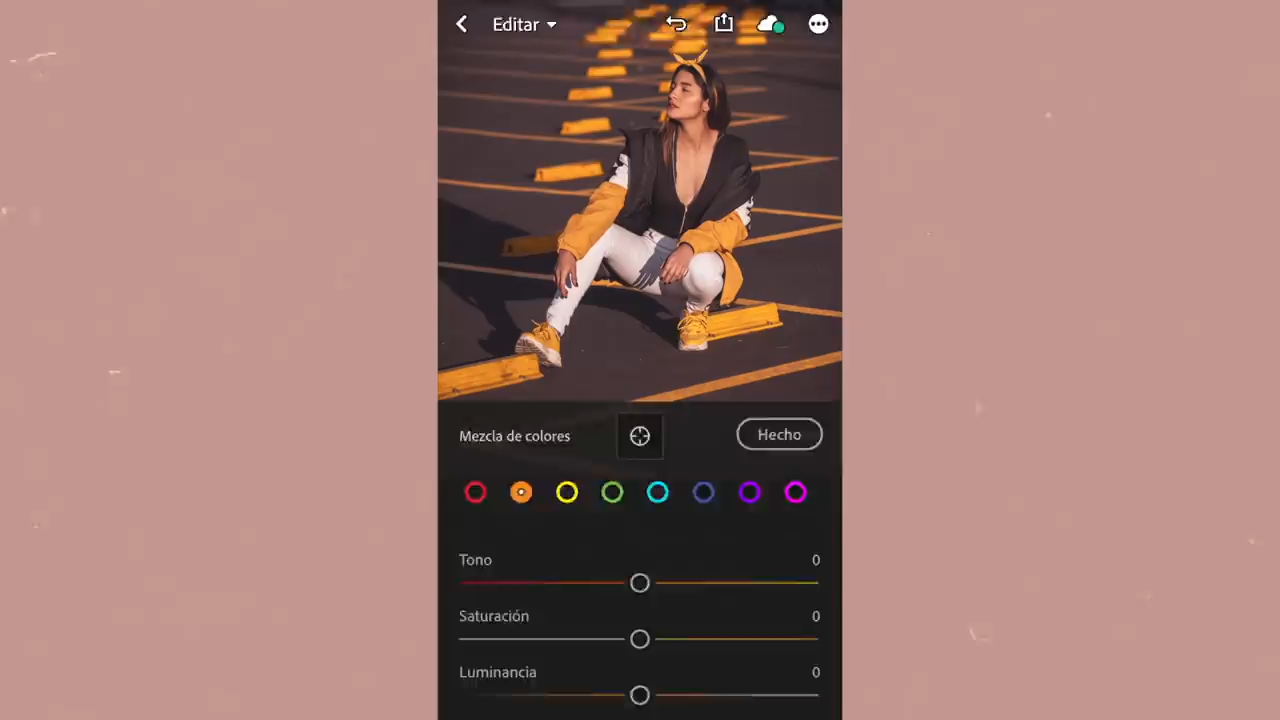 Editar
Mezcla de colores
Hecho
Tono 0
Saturación 0
Luminancia 0